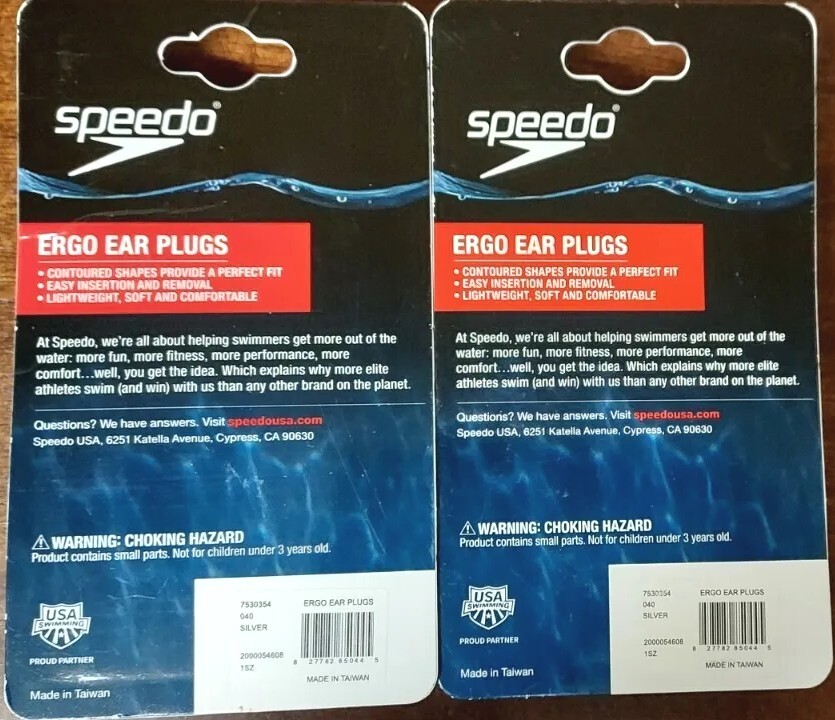 speedo®
ERGO EAR PLUGS
• CONTOURED SHAPES PROVIDE A PERFECT FIT
• EASY INSERTION AND REMOVAL
• LIGHTWEIGHT, SOFT AND COMFORTABLE
At Speedo, we're all about helping swimmers get more out of the
water: more fun, more fitness, more performance, more
comfort...well, you get the idea. Which explains why more elite
athletes swim (and win) with us than any other brand on the planet.
Questions? We have answers. Visit speedousa.com
Speedo USA, 6251 Katella Avenue, Cypress, CA 90630
⚠ WARNING: CHOKING HAZARD
Product contains small parts. Not for children under 3 years old.
USA
SWIMMING
PROUD PARTNER
Made in Taiwan
7530354
040
SILVER
2000054608
1SZ
ERGO EAR PLUGS
8 27782 85044 5
MADE IN TAIWAN
speedo®
ERGO EAR PLUGS
• CONTOURED SHAPES PROVIDE A PERFECT FIT
• EASY INSERTION AND REMOVAL
• LIGHTWEIGHT, SOFT AND COMFORTABLE
At Speedo, we're all about helping swimmers get more out of the
water: more fun, more fitness, more performance, more
comfort...well, you get the idea. Which explains why more elite
athletes swim (and win) with us than any other brand on the planet.
Questions? We have answers. Visit speedousa.com
Speedo USA, 6251 Katella Avenue, Cypress, CA 90630
⚠ WARNING: CHOKING HAZARD
Product contains small parts. Not for children under 3 years old.
USA
SWIMMING
PROUD PARTNER
Made in Taiwan
7530354
040
SILVER
2000054608
1SZ
ERGO EAR PLUGS
8 27782 85044 5
MADE IN TAIWAN